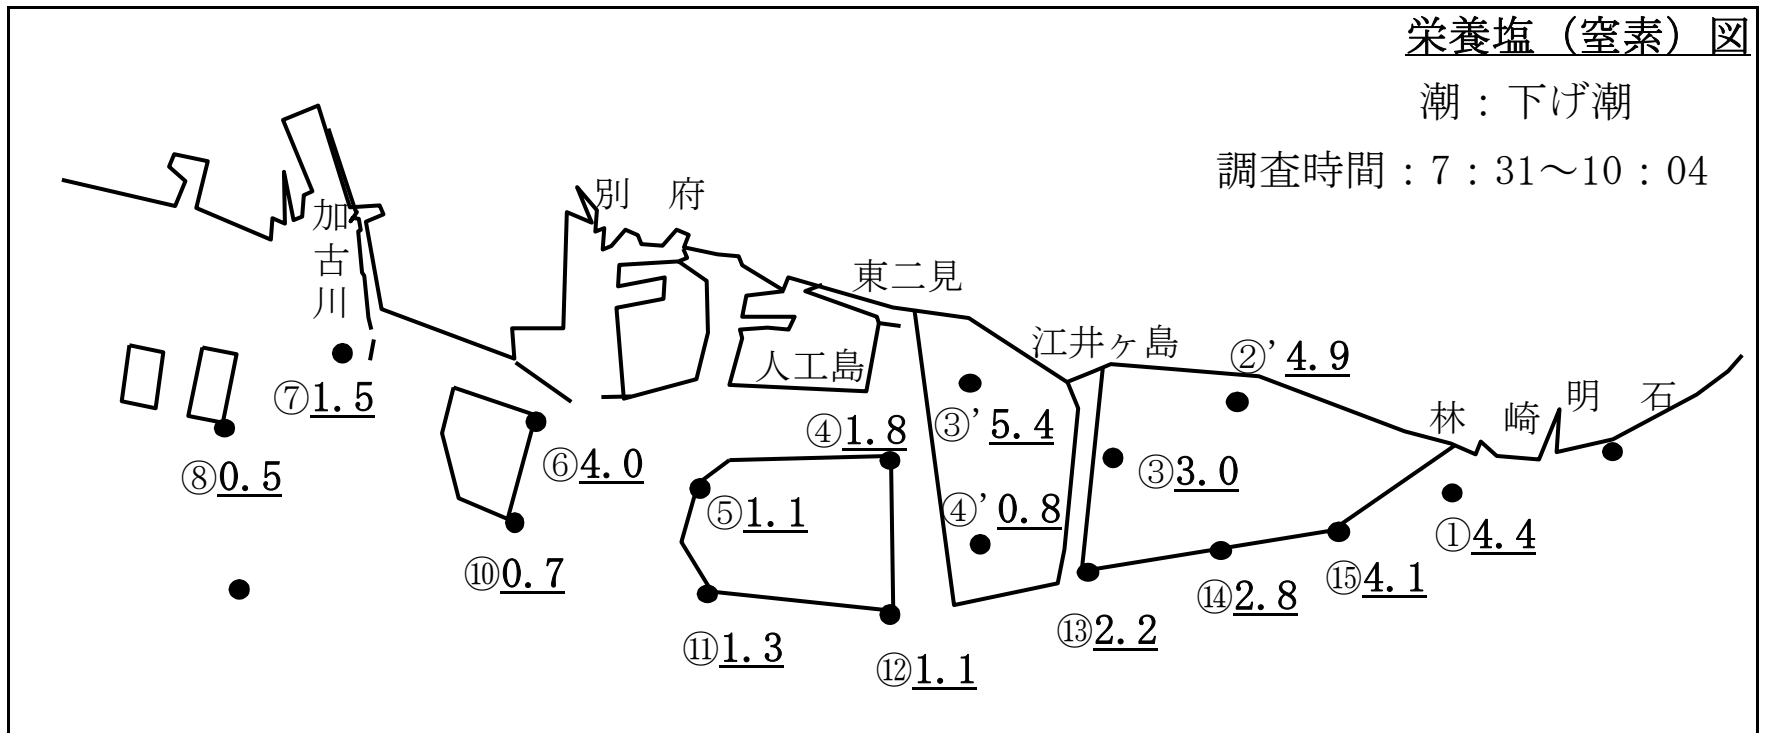 栄養塩（窒素）図
潮：下げ潮
調査時間：7：31～10：04
別　府
加古川
東二見
江井ヶ島
②' 4.9
人工島
林　崎
明　石
⑦1.5
④1.8
③' 5.4
⑥4.0
③3.0
⑧0.5
⑤1.1
④' 0.8
①4.4
⑩0.7
⑮4.1
⑭2.8
⑬2.2
⑪1.3
⑫1.1